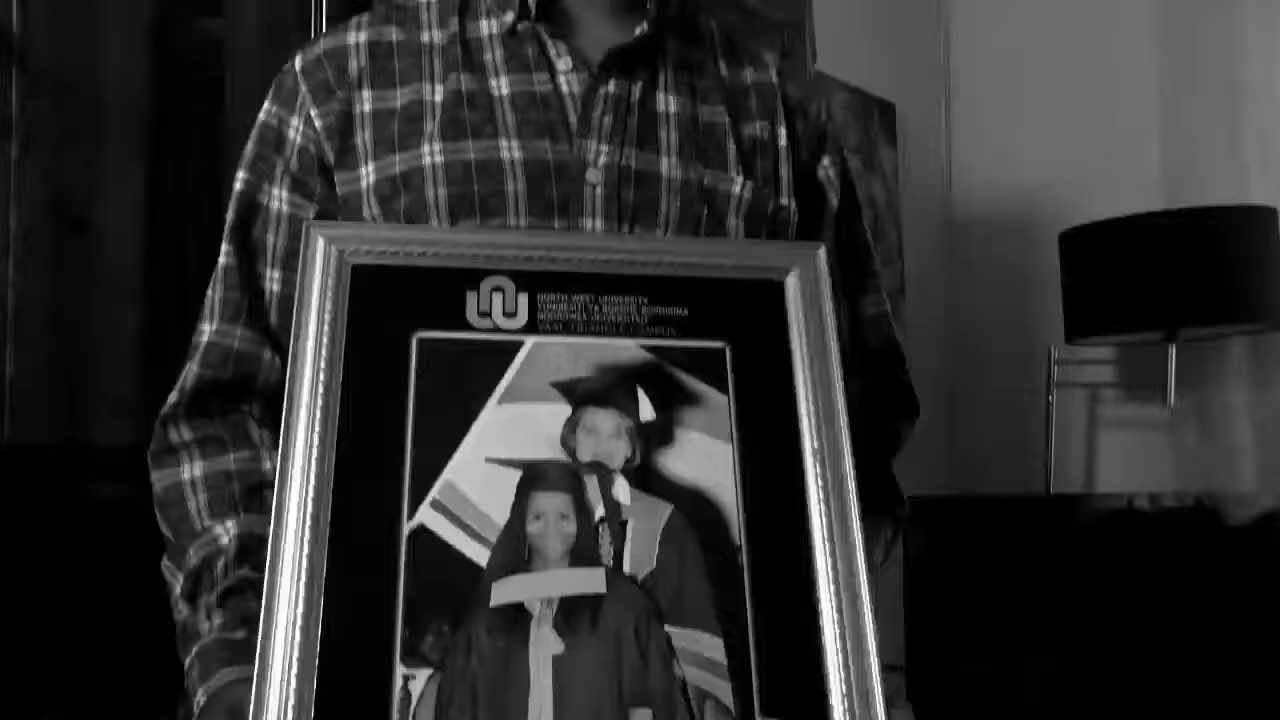 NORTH-WEST UNIVERSITY
YUNIBESITI YA BOKONE-BOPHIRIMA
NOORDWES-UNIVERSITEIT
VAAL TRIANGLE CAMPUS